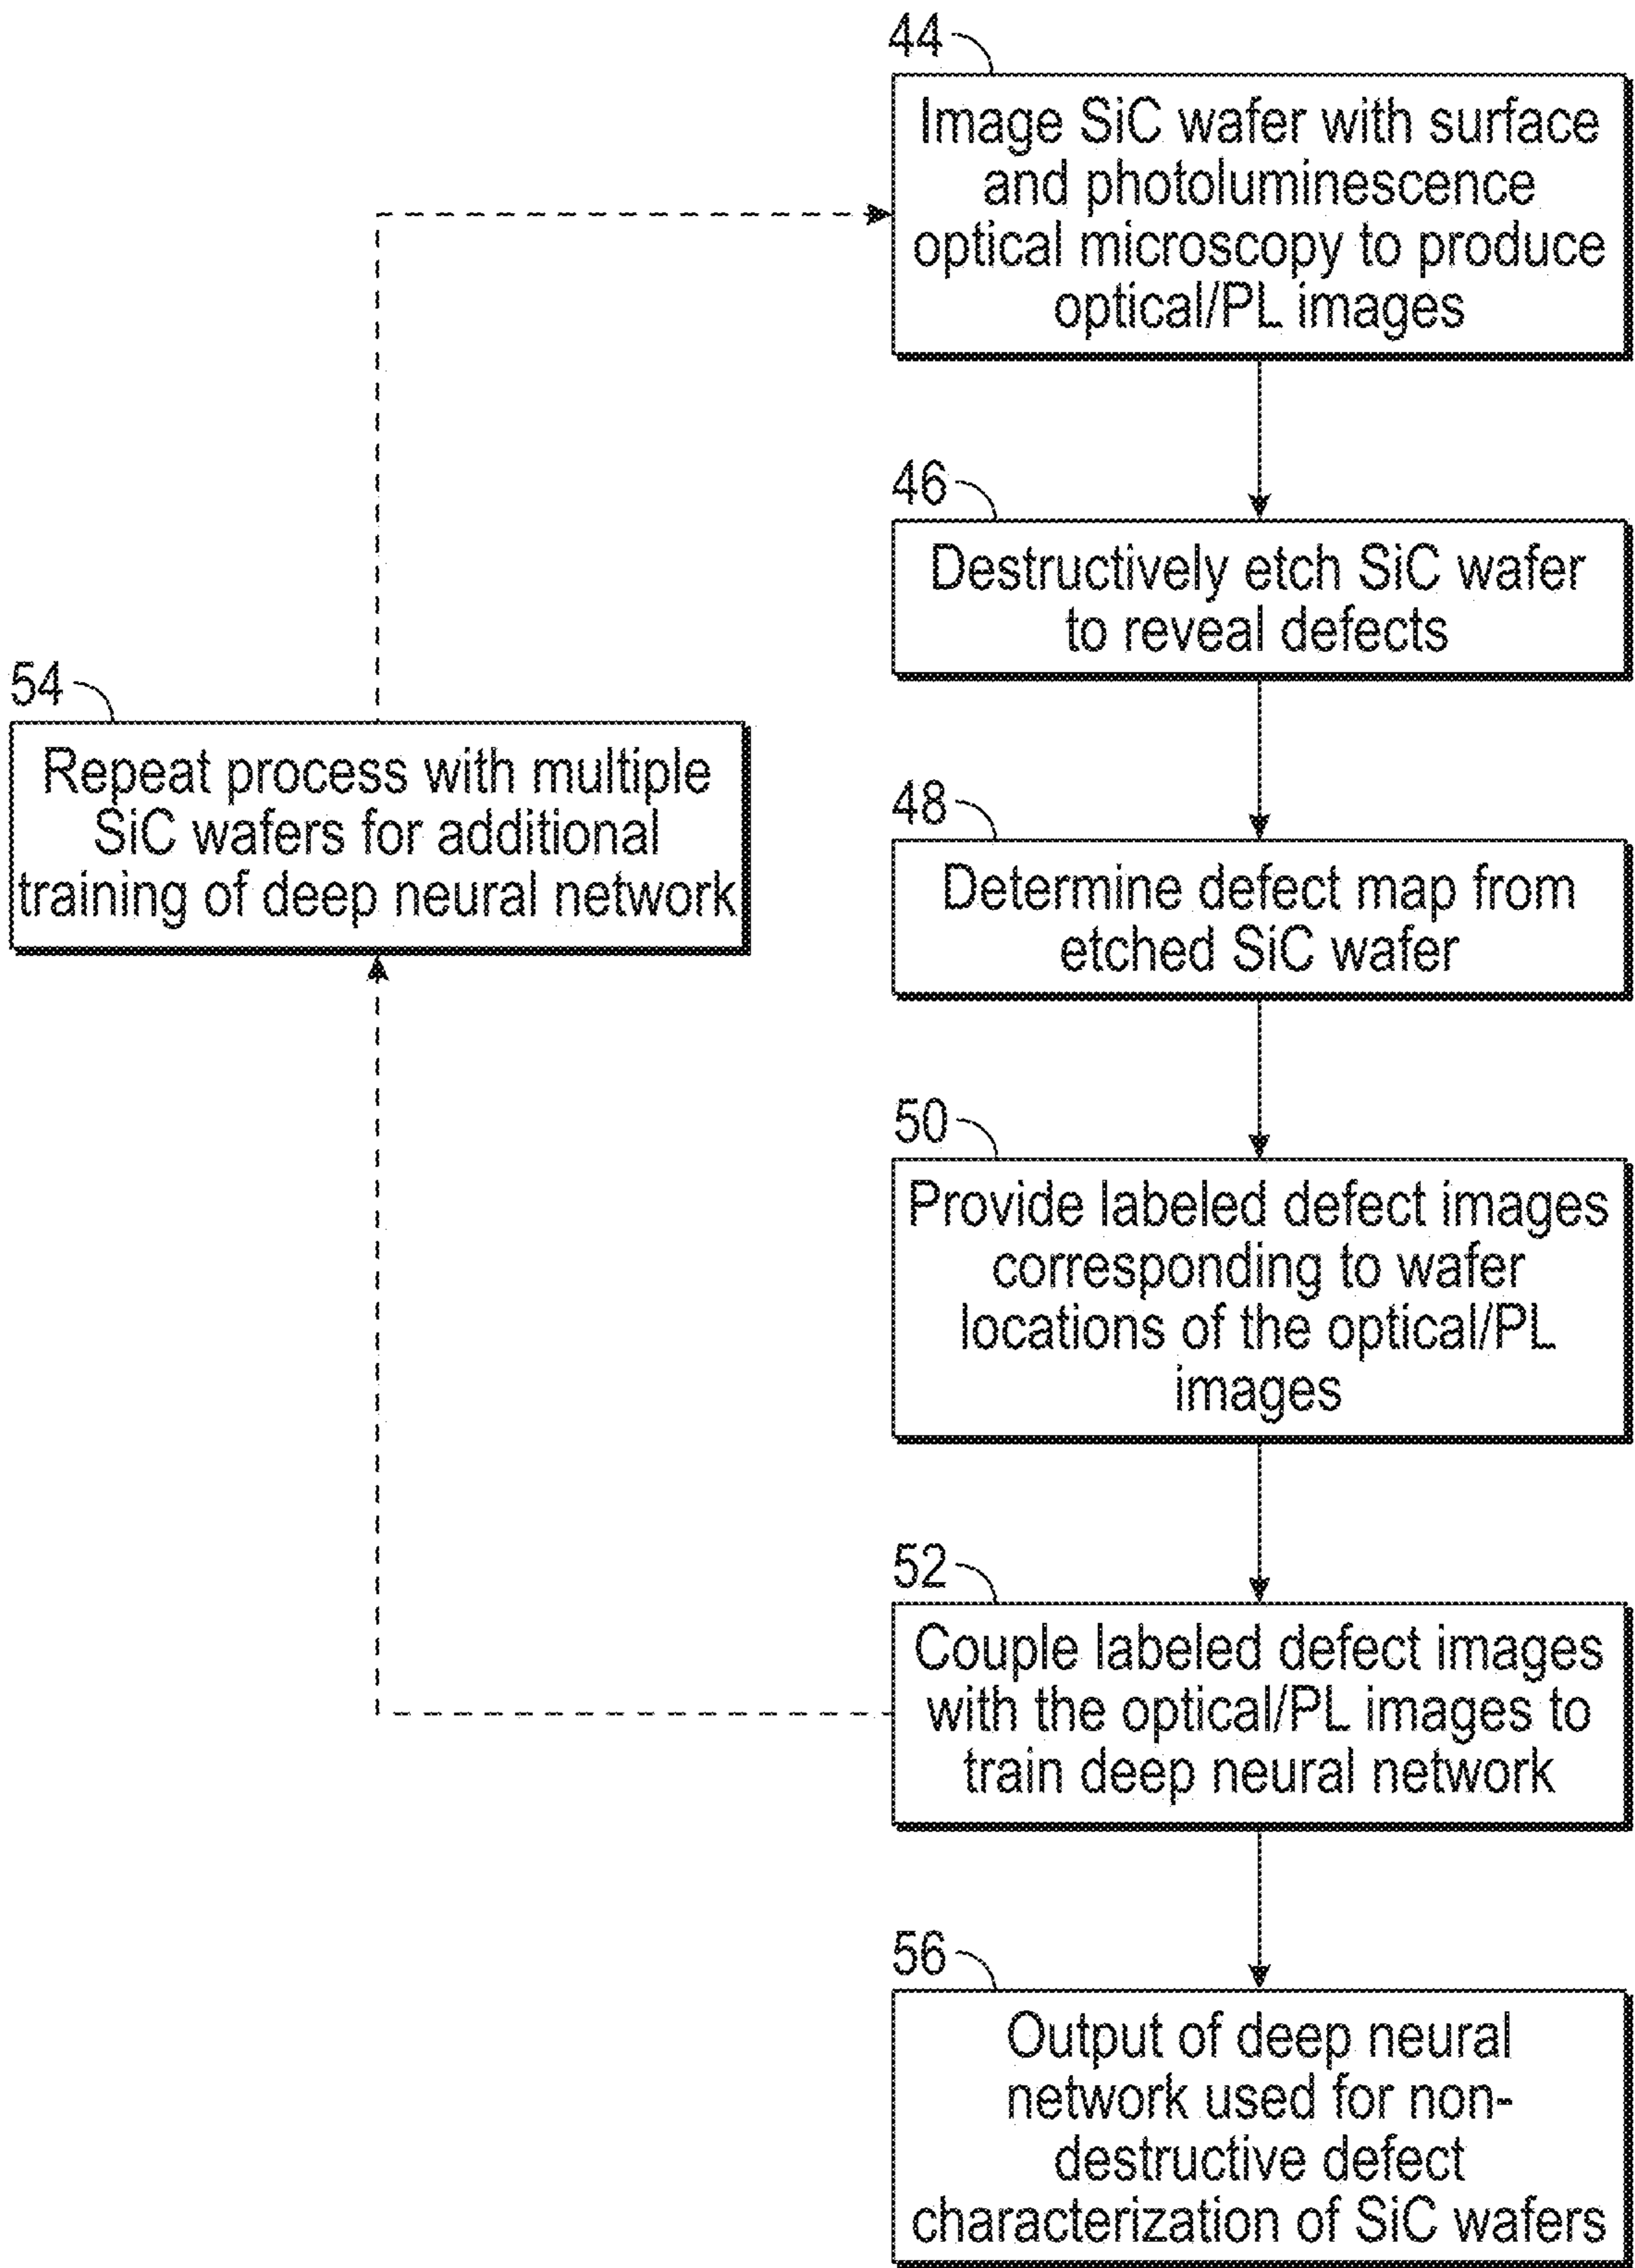 44
Image SiC wafer with surface
and photoluminescence
optical microscopy to produce
optical/PL images
46
Destructively etch SiC wafer
to reveal defects
54
Repeat process with multiple
SiC wafers for additional
training of deep neural network
48
Determine defect map from
etched SiC wafer
50
Provide labeled defect images
corresponding to wafer
locations of the optical/PL
images
52
Couple labeled defect images
with the optical/PL images to
train deep neural network
56
Output of deep neural
network used for non-
destructive defect
characterization of SiC wafers